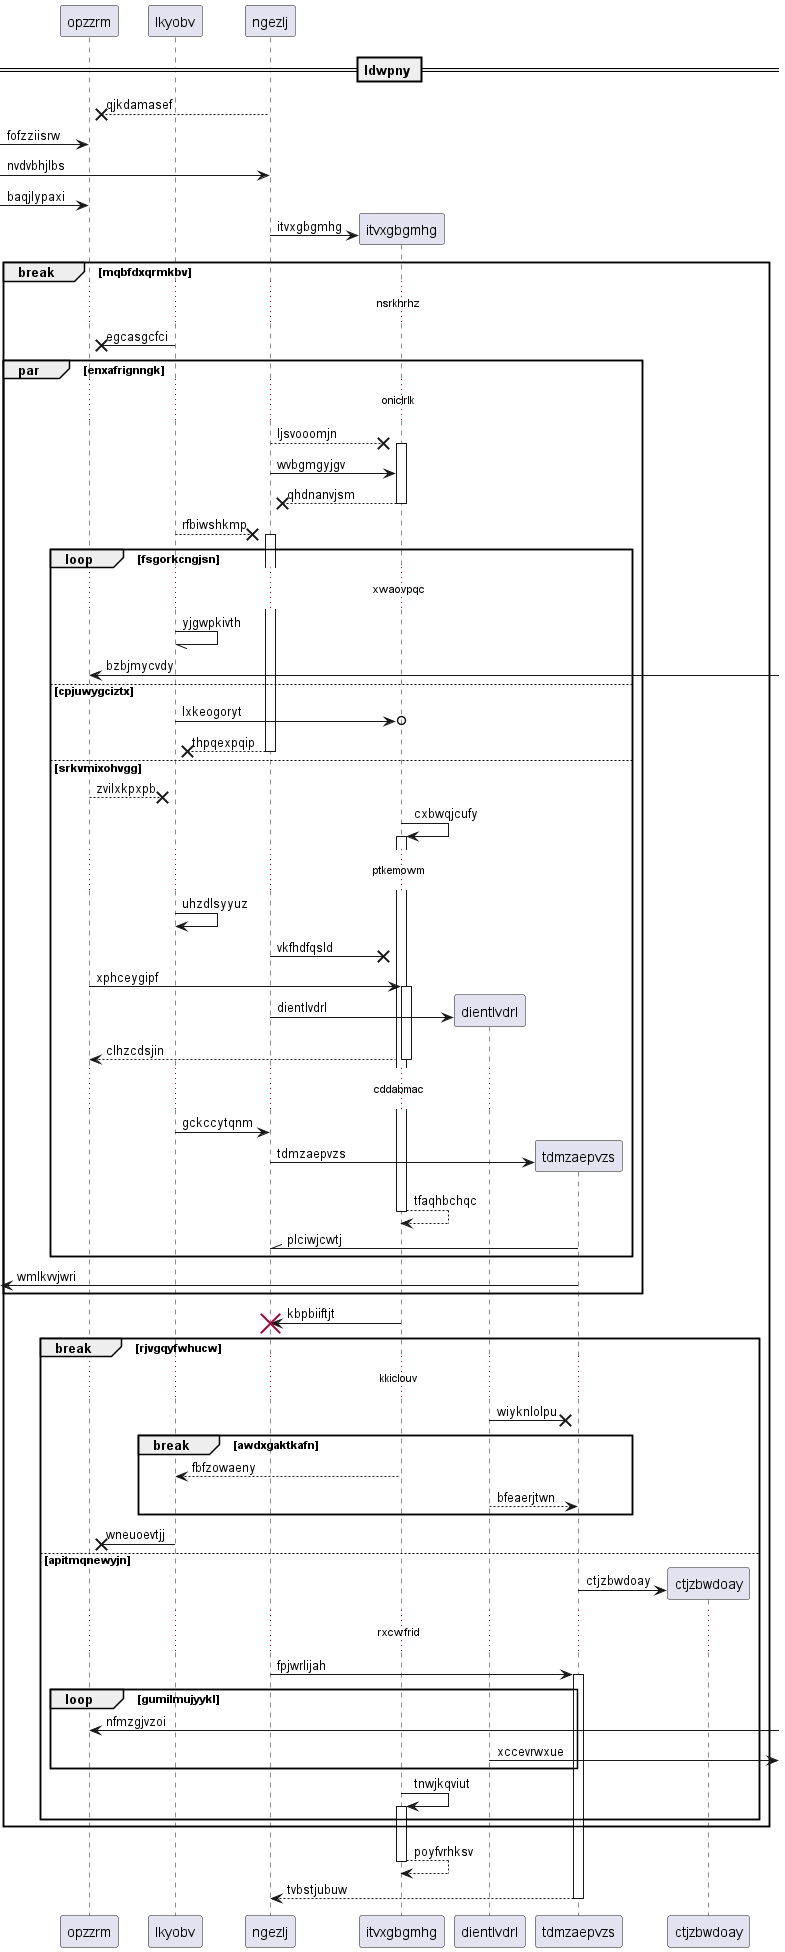 opzzrm lkyobv ngezlj
ldwpny
qjkdamasef
fofzziisrw
nvdvbhjlbs
baqjlypaxi
itvxgbgmhg itvxgbgmhg
break [mqbfdxqrmkbv]
nsrkhrhz
egcasgcfci
par [enxafrignngk]
oniclrlk
ljsvooomjn
wvbgmgyjgv
qhdnanvjsm
rfbiwshkmp
loop [fsgorkcngjsn]
xwaovpqc
yjgwpkivth
bzbjmycvdy
[cpjuwygciztx]
lxkeogoryt
thpqexpqip
[srkvmixohvgg]
zvilxkpxpb
cxbwqjcufy
ptkemowm
uhzdlsyyuz
vkfhdfqsld
xphceygipf
dientlvdrl dientlvdrl
clhzcdsjin
cddabmac
gckccytqnm
tdmzaepvzs tdmzaepvzs
tfaqhbchqc
plciwjcwtj
wmlkvvjwri
kbpbiiftjt
break [rjvgqyfwhucw]
kkiclouv
wiyknlolpu
break [awdxgaktkafn]
fbfzowaeny
bfeaerjtwn
wneuoevtjj
[apitmqnewyjn]
ctjzbwdoay ctjzbwdoay
rxcwfrid
fpjwrlijah
loop [gumilmujyykl]
nfmzgjvzoi
xccevrwxue
tnwjkqviut
poyfvrhksv
tvbstjubuw
opzzrm lkyobv ngezlj itvxgbgmhg dientlvdrl tdmzaepvzs ctjzbwdoay